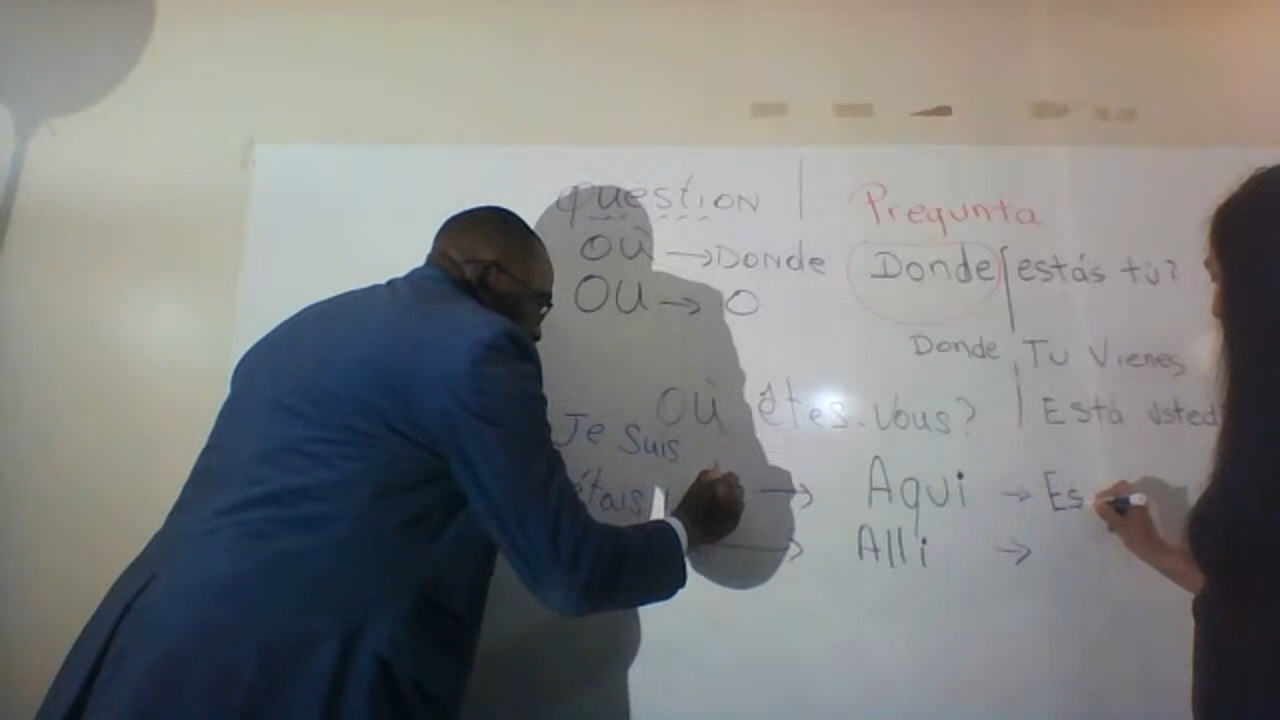 question | Pregunta
OÙ → DONDE Donde | estás tú?
OU → O
Donde | Tu Vienes
OÙ êtes-vous? | Está Usted
Je suis
étais → Aqui → Es
→ Alli →